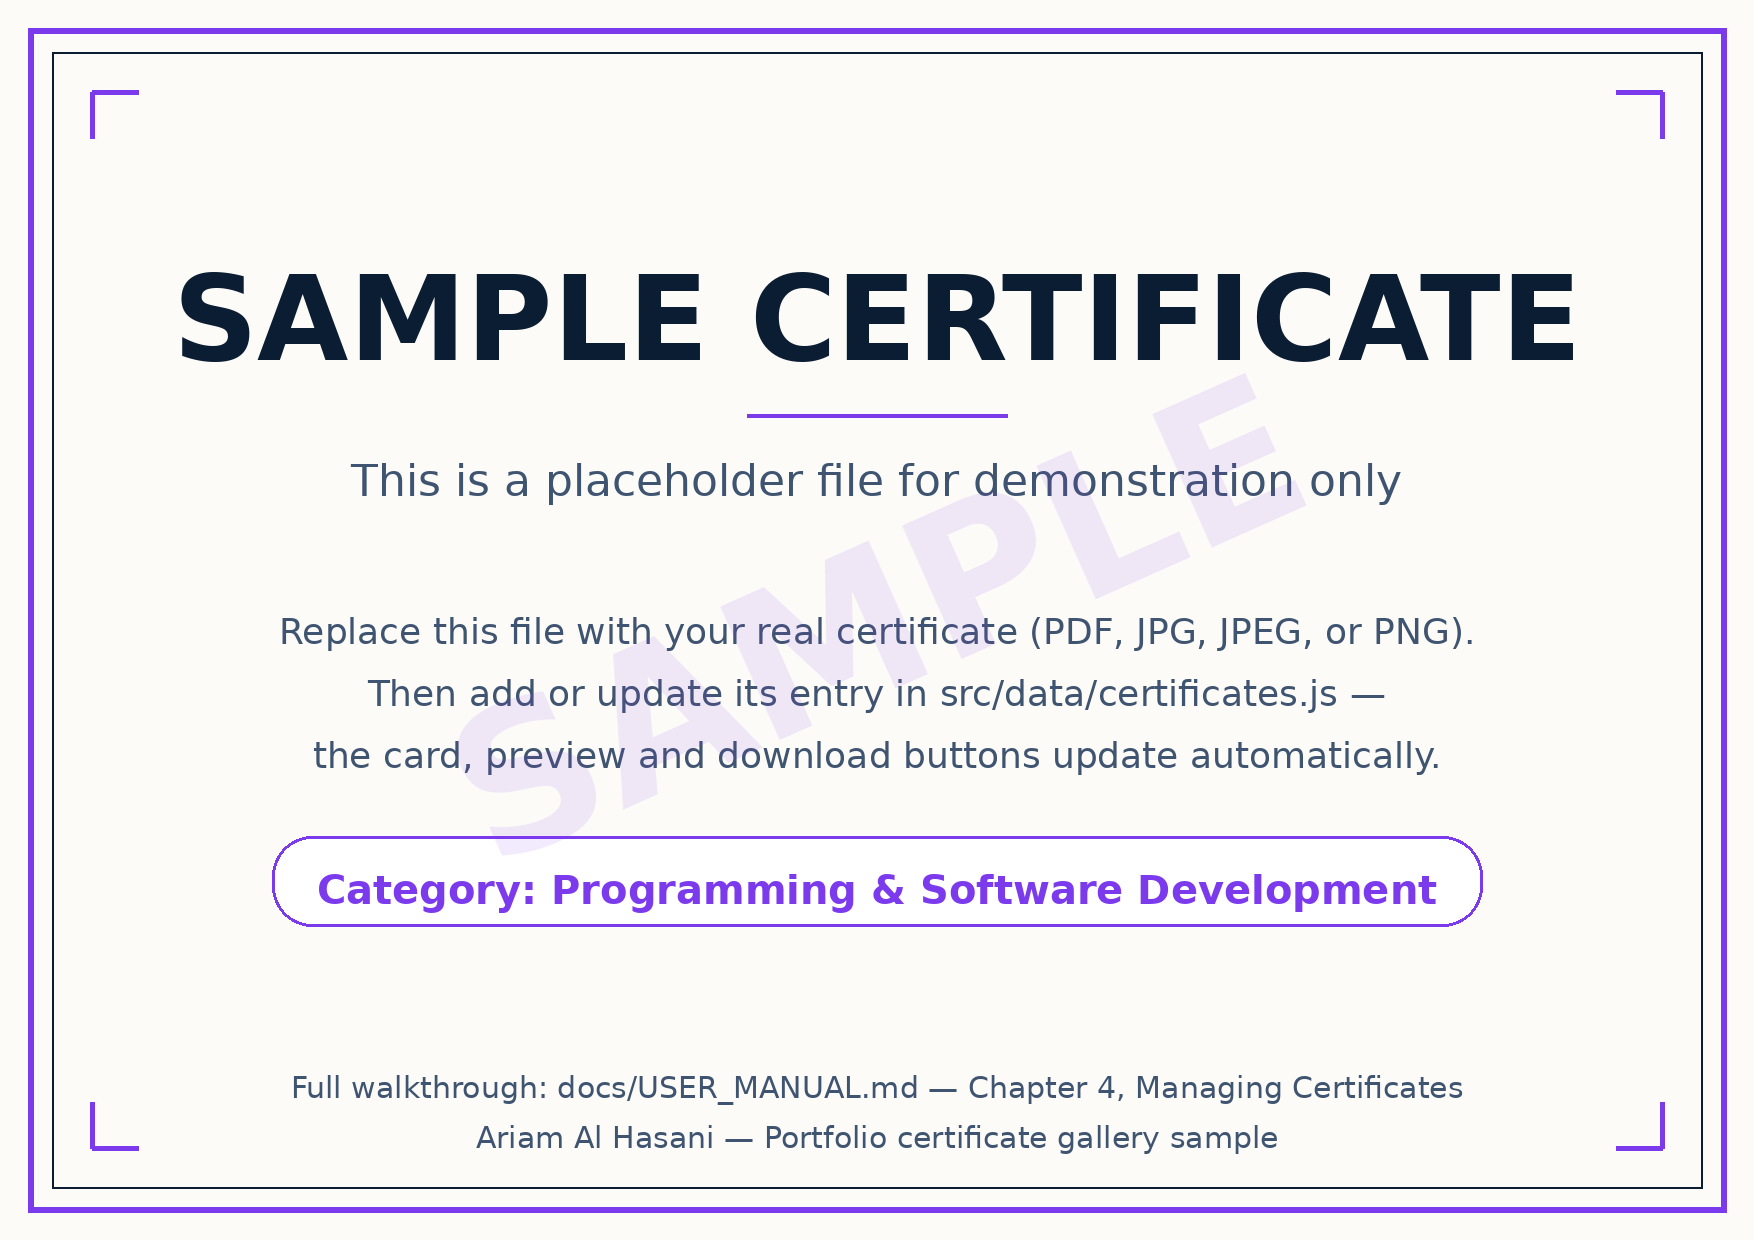 SAMPLE CERTIFICATE
This is a placeholder file for demonstration only
SAMPLE
Replace this file with your real certificate (PDF, JPG, JPEG, or PNG).
Then add or update its entry in src/data/certificates.js —
the card, preview and download buttons update automatically.
Category: Programming & Software Development
Full walkthrough: docs/USER_MANUAL.md — Chapter 4, Managing Certificates
Ariam Al Hasani — Portfolio certificate gallery sample